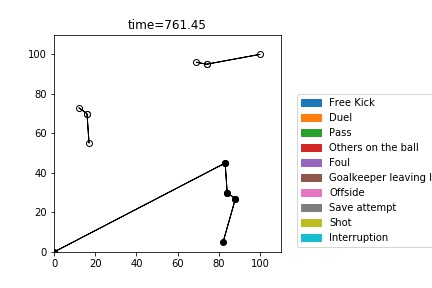 time=761.45
100
80
60
40
20
0
0 20 40 60 80 100
Free Kick
Duel
Pass
Others on the ball
Foul
Goalkeeper leaving l
Offside
Save attempt
Shot
Interruption